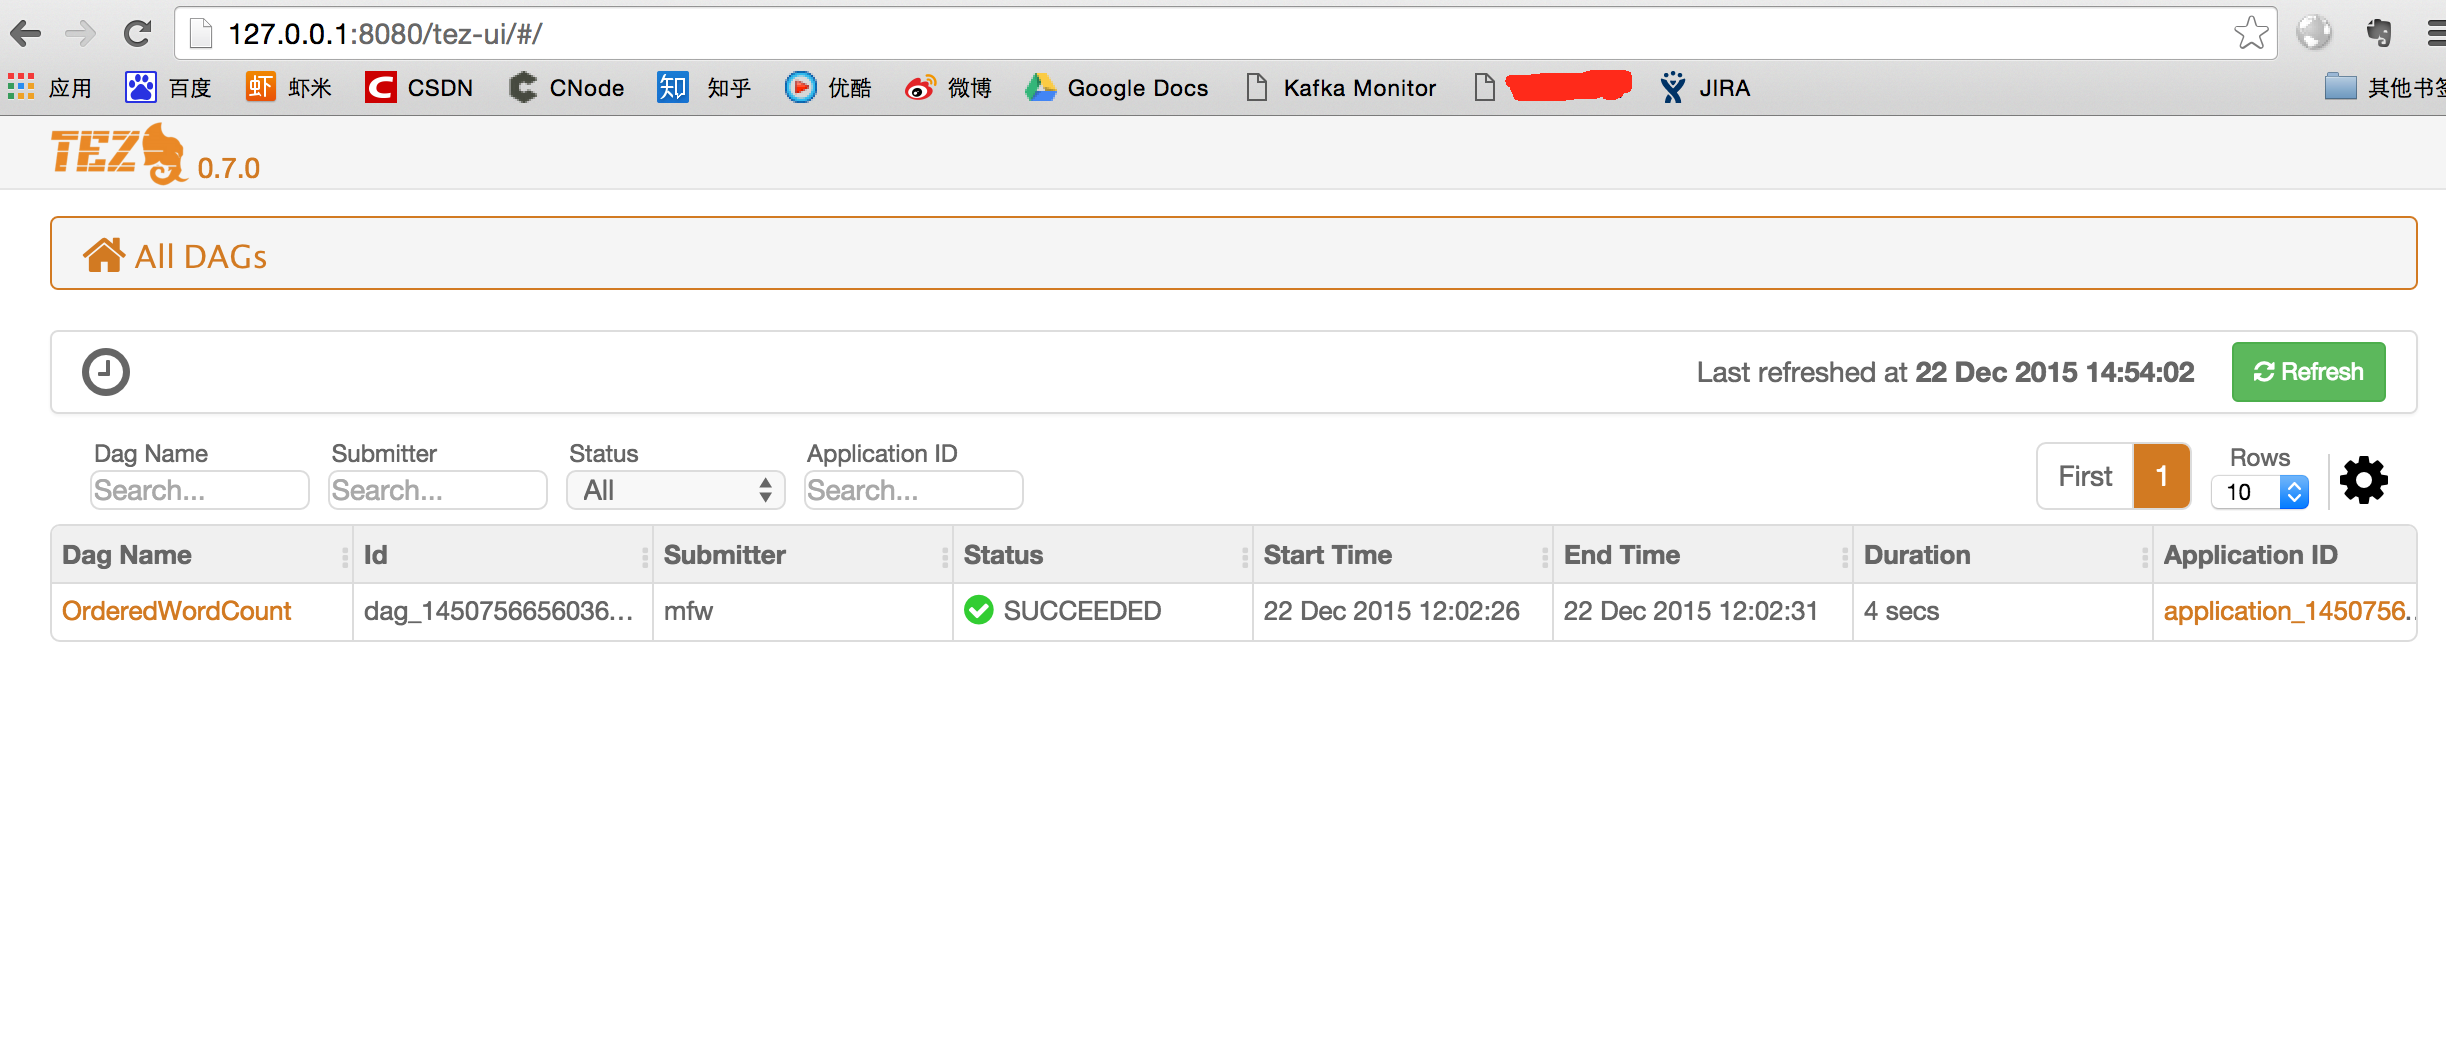 127.0.0.1:8080/tez-ui/#/
应用 百度 虾 虾米 CSDN CNode 知 知乎 优酷 微博 Google Docs Kafka Monitor JIRA 其他书签
TEZ 0.7.0
All DAGs
Last refreshed at 22 Dec 2015 14:54:02 Refresh
Dag Name Submitter Status Application ID Rows
Search... Search... All Search... First 1 10
Dag Name Id Submitter Status Start Time End Time Duration Application ID
OrderedWordCount dag_1450756656036... mfw SUCCEEDED 22 Dec 2015 12:02:26 22 Dec 2015 12:02:31 4 secs application_1450756..